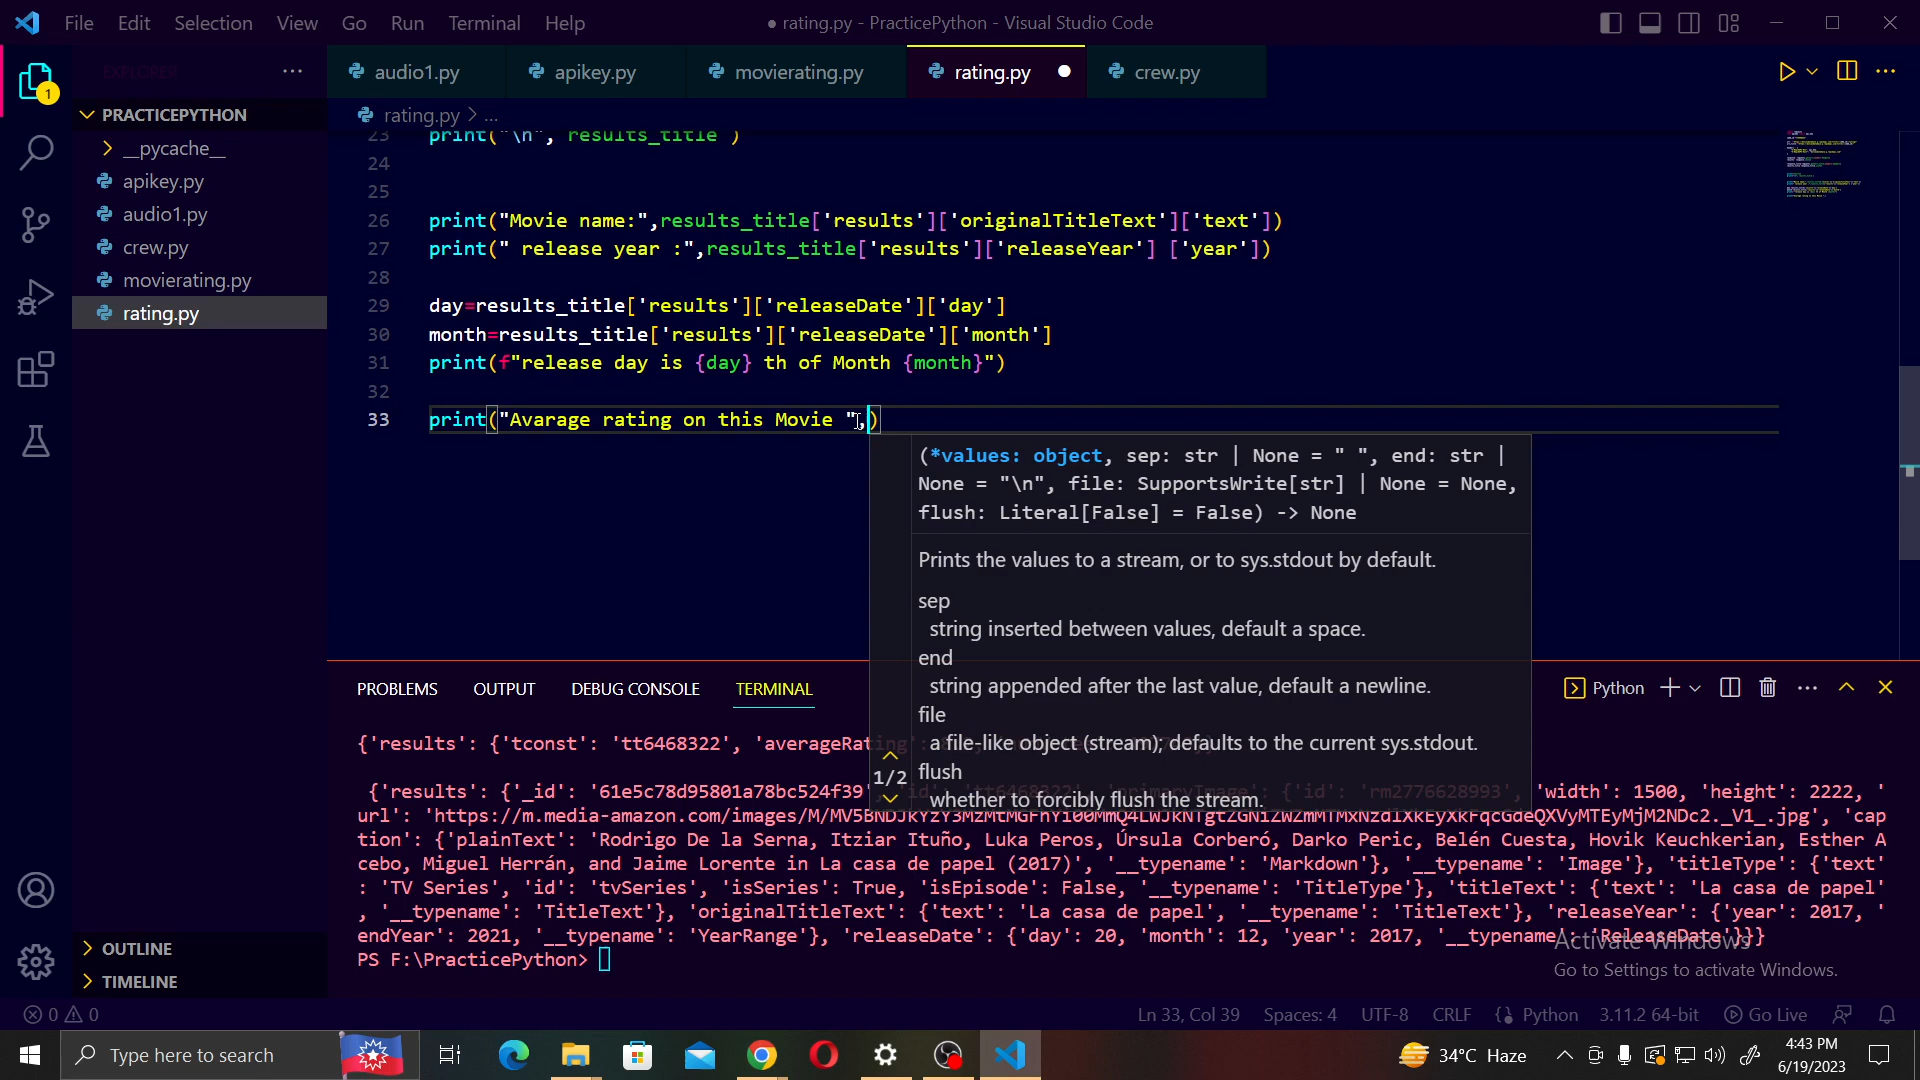 File Edit Selection View Go Run Terminal Help
● rating.py - PracticePython - Visual Studio Code
EXPLORER
audio1.py
apikey.py
movierating.py
rating.py
crew.py
1
PRACTICEPYTHON
__pycache__
apikey.py
audio1.py
crew.py
movierating.py
rating.py
OUTLINE
TIMELINE
rating.py > ...
23 print("\n", results_title )
24
25
26 print("Movie name:",results_title['results']['originalTitleText']['text'])
27 print(" release year :",results_title['results']['releaseYear'] ['year'])
28
29 day=results_title['results']['releaseDate']['day']
30 month=results_title['results']['releaseDate']['month']
31 print(f"release day is {day} th of Month {month}")
32
33 print("Avarage rating on this Movie ",)
(*values: object, sep: str | None = " ", end: str |
None = "\n", file: SupportsWrite[str] | None = None,
flush: Literal[False] = False) -> None
Prints the values to a stream, or to sys.stdout by default.
sep
string inserted between values, default a space.
end
string appended after the last value, default a newline.
file
a file-like object (stream); defaults to the current sys.stdout.
flush
whether to forcibly flush the stream.
1/2
PROBLEMS OUTPUT DEBUG CONSOLE TERMINAL
Python
{'results': {'tconst': 'tt6468322', 'averageRating'
{'results': {'_id': '61e5c78d95801a78bc524f39', 'id': 'tt6468322', 'primaryImage': {'id': 'rm2776628993', 'width': 1500, 'height': 2222, '
url': 'https://m.media-amazon.com/images/M/
tion': {'plainText': 'Rodrigo De la Serna, Itziar Ituño, Luka Peros, Úrsula Corberó, Darko Peric, Belén Cuesta, Hovik Keuchkerian, Esther A
cebo, Miguel Herrán, and Jaime Lorente in La casa de papel (2017)', '__typename': 'Markdown'}, '__typename': 'Image'}, 'titleType': {'text'
: 'TV Series', 'id': 'tvSeries', 'isSeries': True, 'isEpisode': False, '__typename': 'TitleType'}, 'titleText': {'text': 'La casa de papel'
, '__typename': 'TitleText'}, 'originalTitleText': {'text': 'La casa de papel', '__typename': 'TitleText'}, 'releaseYear': {'year': 2017, '
endYear': 2021, '__typename': 'YearRange'}, 'releaseDate': {'day': 20, 'month': 12, 'year': 2017, '__typename': 'ReleaseDate'}}}
PS F:\PracticePython>
Activate Windows
Go to Settings to activate Windows.
0 0
Ln 33, Col 39 Spaces: 4 UTF-8 CRLF Python 3.11.2 64-bit Go Live
Type here to search
34°C Haze
4:43 PM
6/19/2023